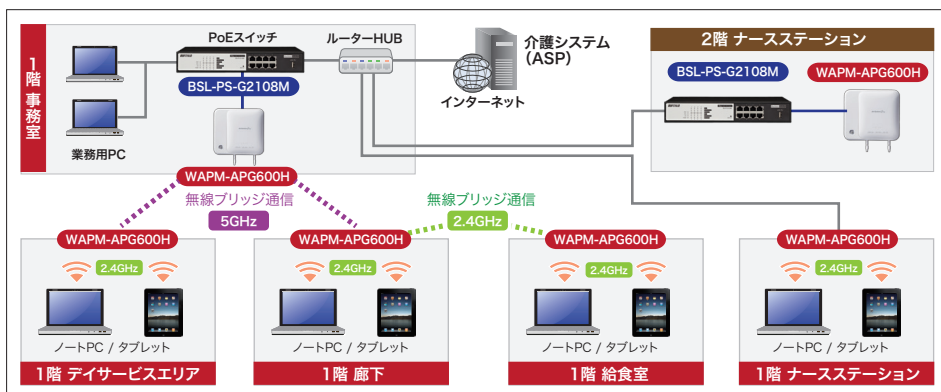 1階 事務室
PoEスイッチ
ルーターHUB
BSL-PS-G2108M
業務用PC
WAPM-APG600H
介護システム
(ASP)
インターネット
2階 ナースステーション
BSL-PS-G2108M
WAPM-APG600H
無線ブリッジ通信
5GHz
無線ブリッジ通信
2.4GHz
WAPM-APG600H
2.4GHz
ノートPC / タブレット
1階 デイサービスエリア
WAPM-APG600H
2.4GHz
ノートPC / タブレット
1階 廊下
WAPM-APG600H
2.4GHz
ノートPC / タブレット
1階 給食室
WAPM-APG600H
2.4GHz
ノートPC / タブレット
1階 ナースステーション